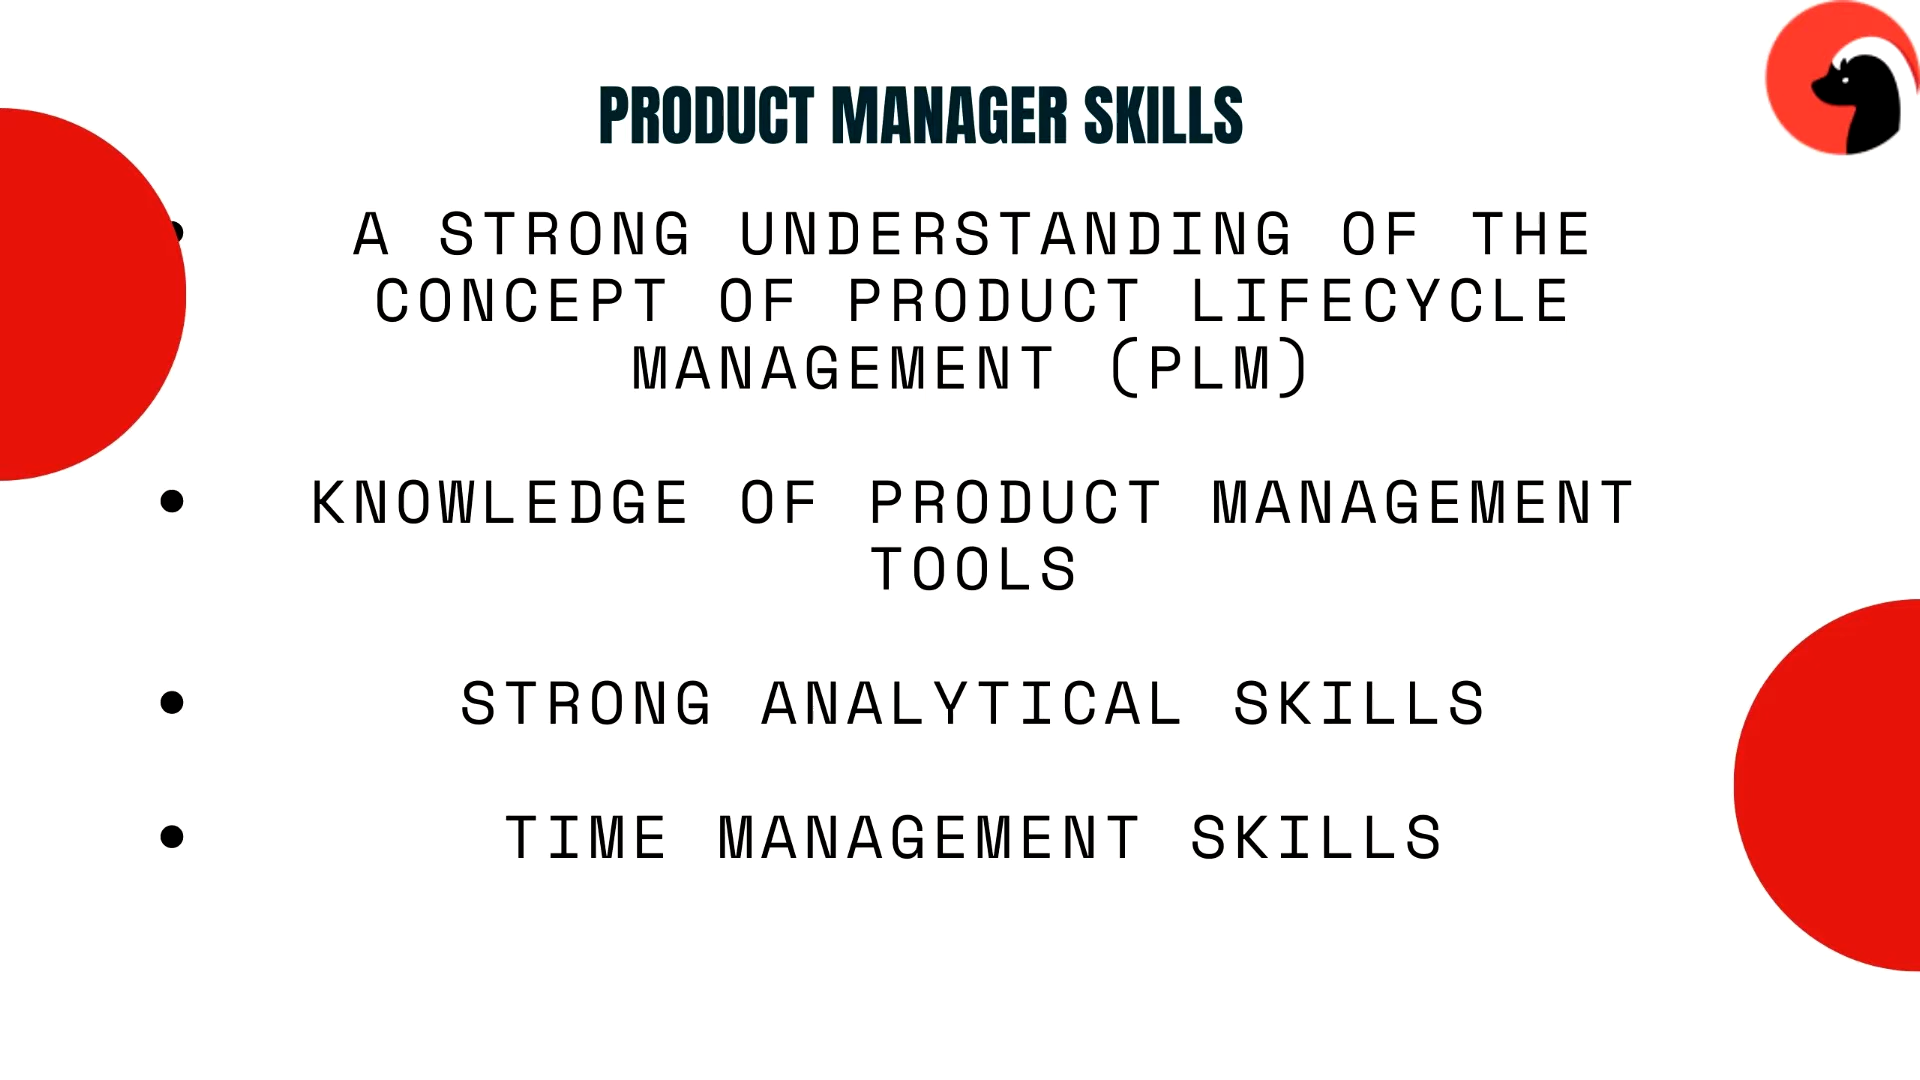 PRODUCT MANAGER SKILLS
• A STRONG UNDERSTANDING OF THE
CONCEPT OF PRODUCT LIFECYCLE
MANAGEMENT (PLM)
• KNOWLEDGE OF PRODUCT MANAGEMENT
TOOLS
• STRONG ANALYTICAL SKILLS
• TIME MANAGEMENT SKILLS